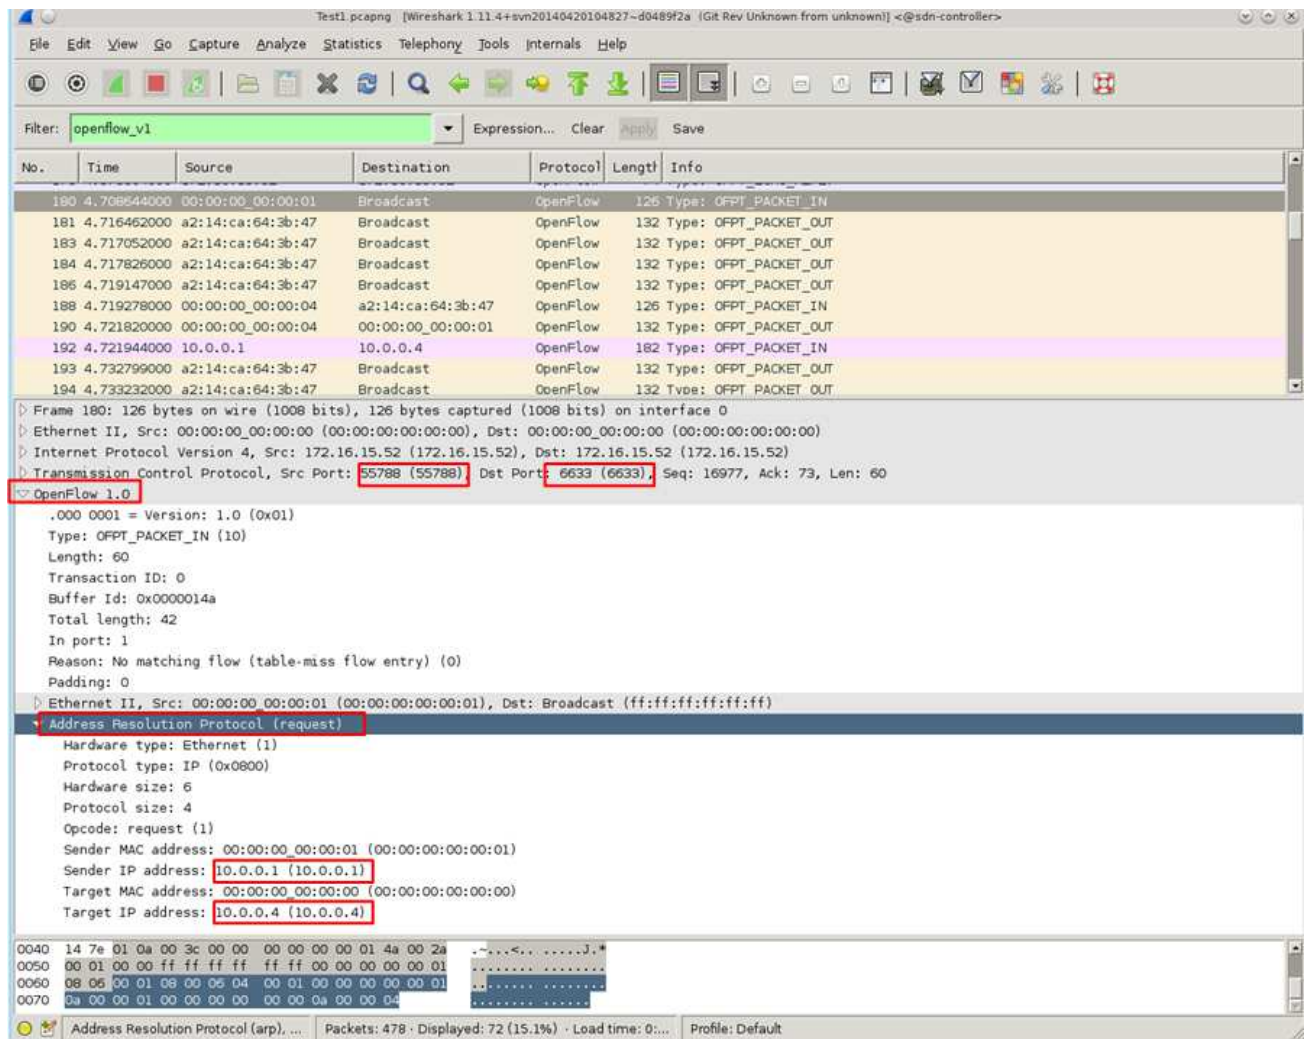 Test1.pcapng [Wireshark 1.11.4+svn20140420104827~d0489f2a (Git Rev Unknown from unknown)] <@sdn-controller>
File Edit View Go Capture Analyze Statistics Telephony Tools Internals Help
Filter: openflow_v1 Expression... Clear Apply Save
No. Time Source Destination Protocol Length Info
180 4.708644000 00:00:00_00:00:01 Broadcast OpenFlow 126 Type: OFPT_PACKET_IN
181 4.716462000 a2:14:ca:64:3b:47 Broadcast OpenFlow 132 Type: OFPT_PACKET_OUT
183 4.717052000 a2:14:ca:64:3b:47 Broadcast OpenFlow 132 Type: OFPT_PACKET_OUT
184 4.717826000 a2:14:ca:64:3b:47 Broadcast OpenFlow 132 Type: OFPT_PACKET_OUT
186 4.719147000 a2:14:ca:64:3b:47 Broadcast OpenFlow 132 Type: OFPT_PACKET_OUT
188 4.719278000 00:00:00_00:00:04 a2:14:ca:64:3b:47 OpenFlow 126 Type: OFPT_PACKET_IN
190 4.721820000 00:00:00_00:00:04 00:00:00_00:00:01 OpenFlow 132 Type: OFPT_PACKET_OUT
192 4.721944000 10.0.0.1 10.0.0.4 OpenFlow 182 Type: OFPT_PACKET_IN
193 4.732799000 a2:14:ca:64:3b:47 Broadcast OpenFlow 132 Type: OFPT_PACKET_OUT
194 4.733232000 a2:14:ca:64:3b:47 Broadcast OpenFlow 132 Type: OFPT_PACKET_OUT
Frame 180: 126 bytes on wire (1008 bits), 126 bytes captured (1008 bits) on interface 0
Ethernet II, Src: 00:00:00_00:00:00 (00:00:00:00:00:00), Dst: 00:00:00_00:00:00 (00:00:00:00:00:00)
Internet Protocol Version 4, Src: 172.16.15.52 (172.16.15.52), Dst: 172.16.15.52 (172.16.15.52)
Transmission Control Protocol, Src Port: 55788 (55788), Dst Port: 6633 (6633), Seq: 16977, Ack: 73, Len: 60
OpenFlow 1.0
.000 0001 = Version: 1.0 (0x01)
Type: OFPT_PACKET_IN (10)
Length: 60
Transaction ID: 0
Buffer Id: 0x0000014a
Total length: 42
In port: 1
Reason: No matching flow (table-miss flow entry) (0)
Padding: 0
Ethernet II, Src: 00:00:00_00:00:01 (00:00:00:00:00:01), Dst: Broadcast (ff:ff:ff:ff:ff:ff)
Address Resolution Protocol (request)
Hardware type: Ethernet (1)
Protocol type: IP (0x0800)
Hardware size: 6
Protocol size: 4
Opcode: request (1)
Sender MAC address: 00:00:00_00:00:01 (00:00:00:00:00:01)
Sender IP address: 10.0.0.1 (10.0.0.1)
Target MAC address: 00:00:00_00:00:00 (00:00:00:00:00:00)
Target IP address: 10.0.0.4 (10.0.0.4)
0040 14 7e 01 0a 00 3c 00 00 00 00 00 00 01 4a 00 2a .~...<.. .....J.*
0050 00 01 00 00 ff ff ff ff ff ff 00 00 00 00 00 01 ........ ........
0060 08 06 00 01 08 00 06 04 00 01 00 00 00 00 00 01 ........ ........
0070 0a 00 00 01 00 00 00 00 00 00 0a 00 00 04 ........ ......
Address Resolution Protocol (arp), ... Packets: 478 · Displayed: 72 (15.1%) · Load time: 0:... Profile: Default